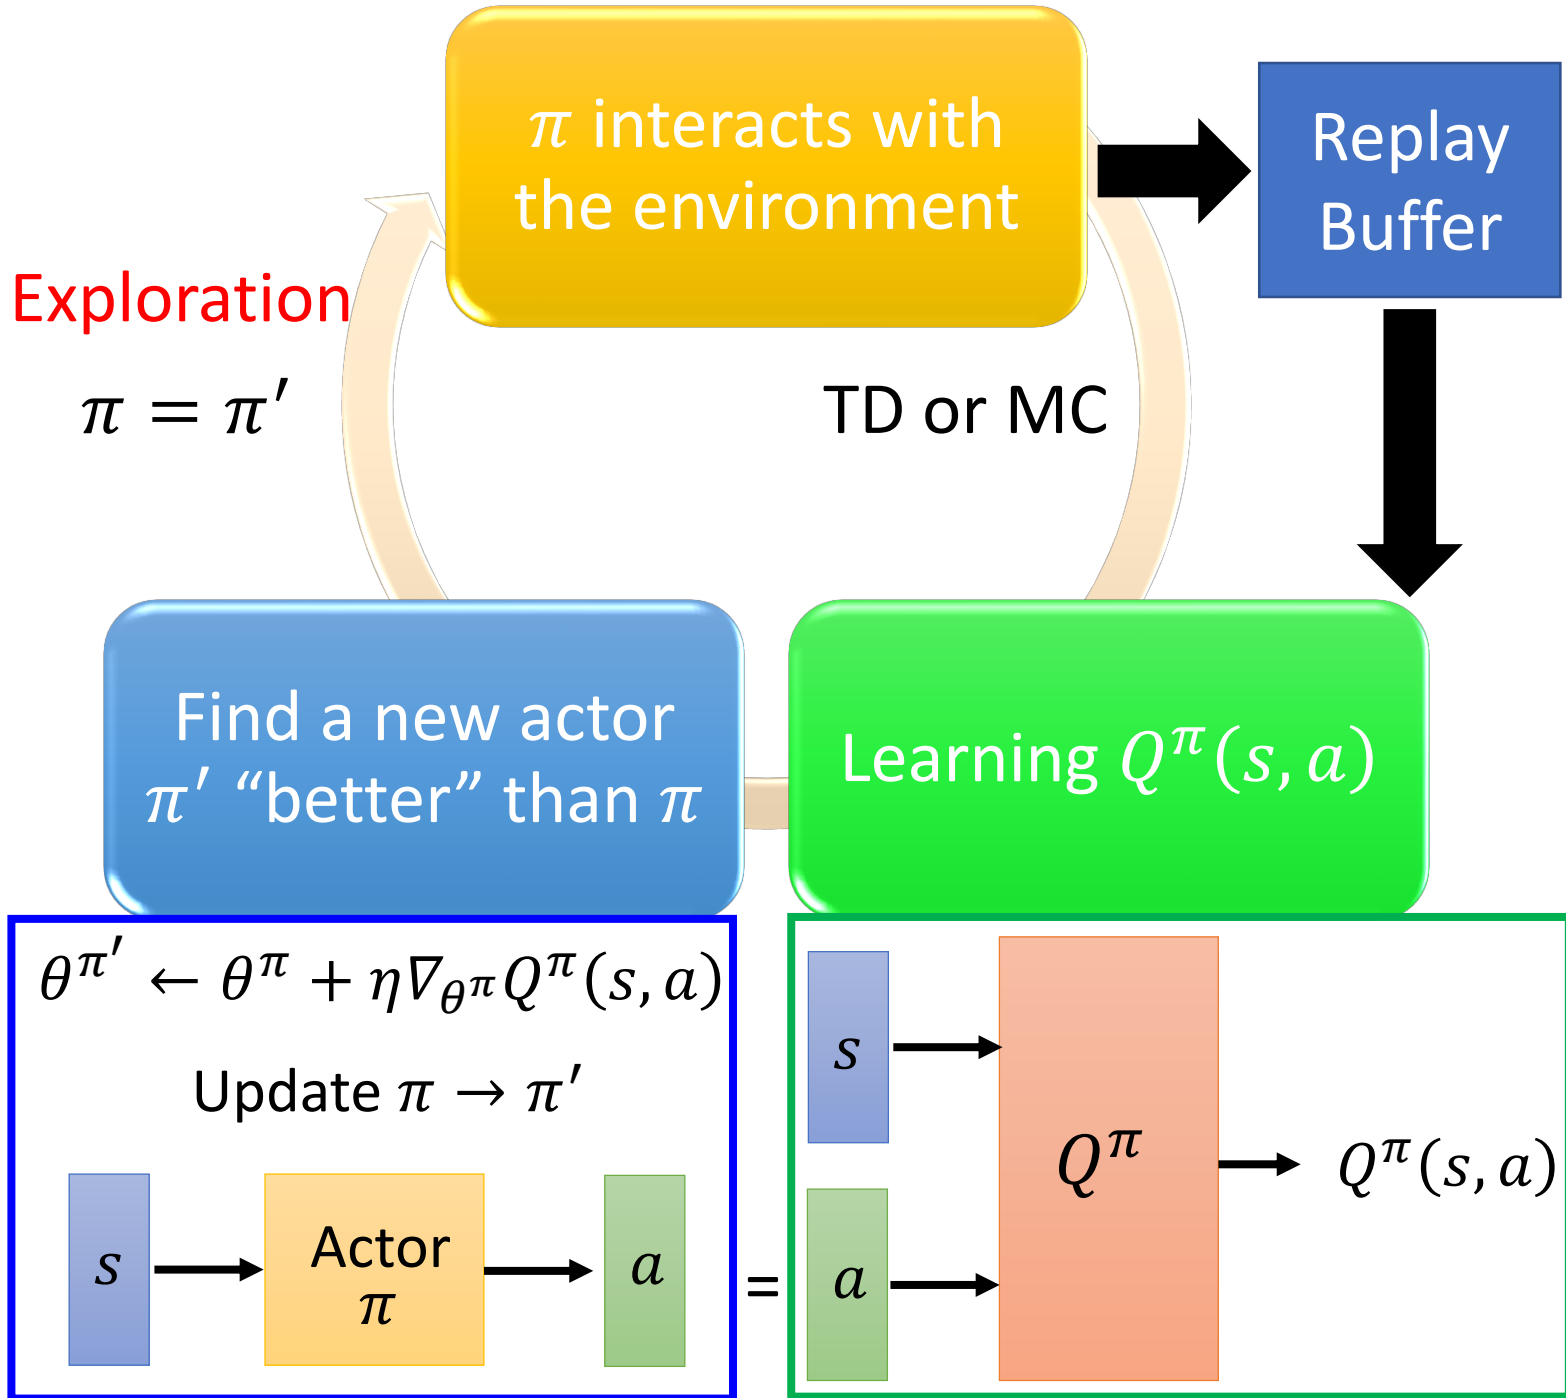 π interacts with
the environment
Replay
Buffer
Exploration
π = π′
TD or MC
Find a new actor
π′ “better” than π
Learning Q^π(s, a)
θ^π′ ← θ^π + η∇_θ^π Q^π(s, a)
Update π → π′
s
Actor
π
a
=
s
a
Q^π
Q^π(s, a)